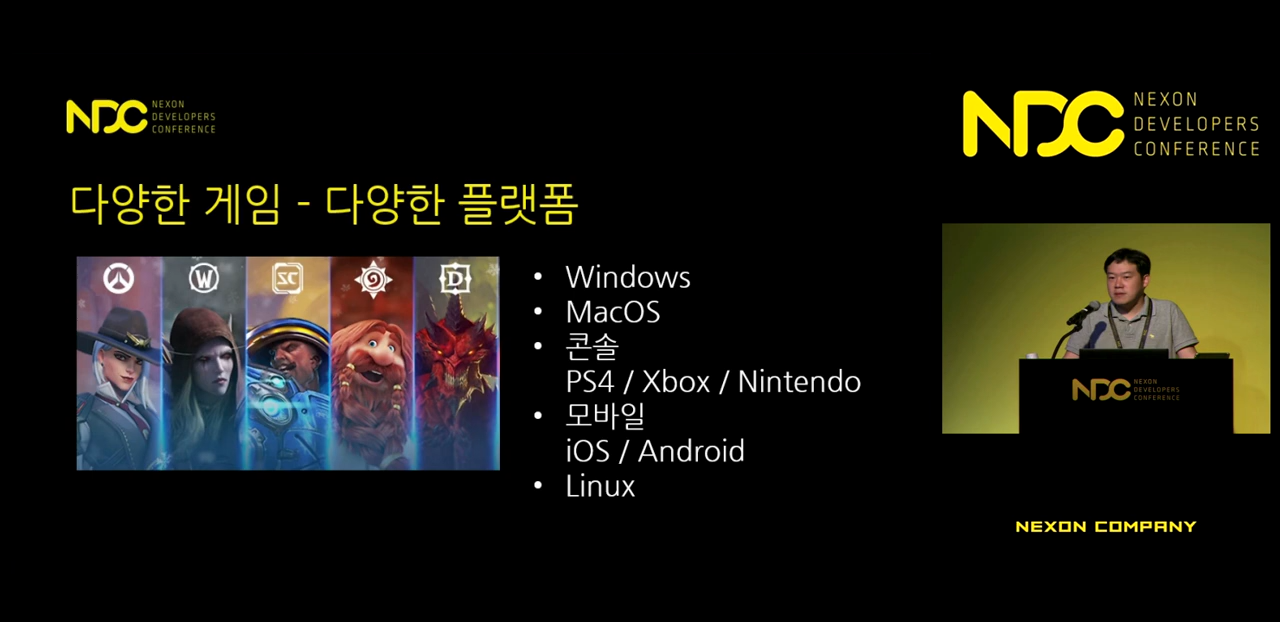 NDC NEXON
DEVELOPERS
CONFERENCE
다양한 게임 - 다양한 플랫폼
W
SC
D
• Windows
• MacOS
• 콘솔
PS4 / Xbox / Nintendo
• 모바일
iOS / Android
• Linux
NDC NEXON
DEVELOPERS
CONFERENCE
NDC NEXON
DEVELOPERS
CONFERENCE
NEXON COMPANY